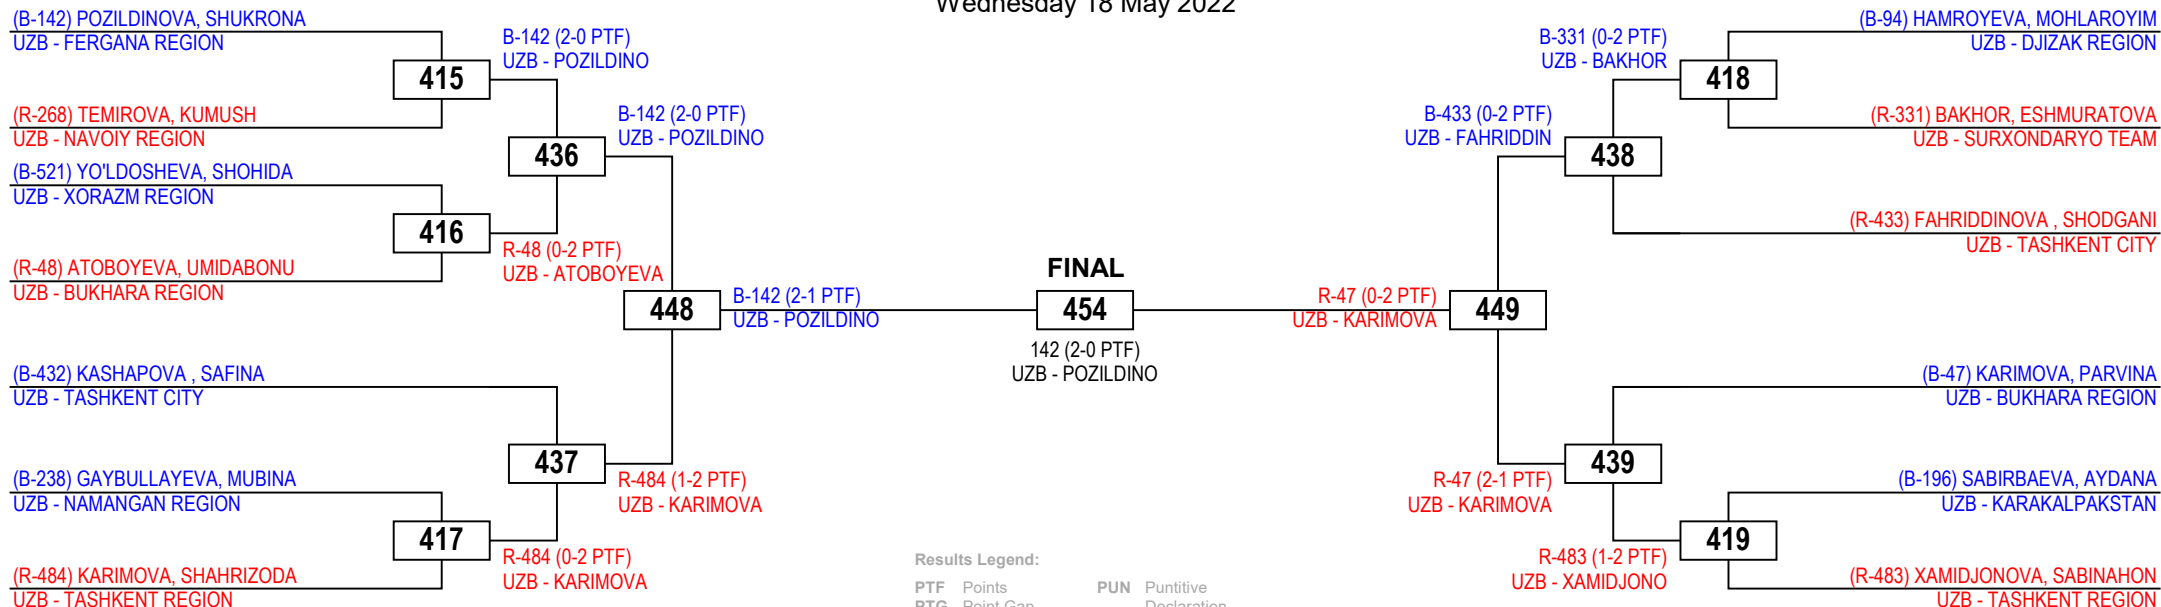 Wednesday 18 May 2022
(B-142) POZILDINOVA, SHUKRONA
UZB - FERGANA REGION
415
(R-268) TEMIROVA, KUMUSH
UZB - NAVOIY REGION
B-142 (2-0 PTF)
UZB - POZILDINO
436
(B-521) YO'LDOSHEVA, SHOHIDA
UZB - XORAZM REGION
416
(R-48) ATOBOYEVA, UMIDABONU
UZB - BUKHARA REGION
R-48 (0-2 PTF)
UZB - ATOBOYEVA
B-142 (2-0 PTF)
UZB - POZILDINO
448
(B-432) KASHAPOVA , SAFINA
UZB - TASHKENT CITY
437
(B-238) GAYBULLAYEVA, MUBINA
UZB - NAMANGAN REGION
417
(R-484) KARIMOVA, SHAHRIZODA
UZB - TASHKENT REGION
R-484 (0-2 PTF)
UZB - KARIMOVA
R-484 (1-2 PTF)
UZB - KARIMOVA
B-142 (2-1 PTF)
UZB - POZILDINO
FINAL
454
142 (2-0 PTF)
UZB - POZILDINO
R-47 (0-2 PTF)
UZB - KARIMOVA
449
B-433 (0-2 PTF)
UZB - FAHRIDDIN
438
B-331 (0-2 PTF)
UZB - BAKHOR
418
(B-94) HAMROYEVA, MOHLAROYIM
UZB - DJIZAK REGION
(R-331) BAKHOR, ESHMURATOVA
UZB - SURXONDARYO TEAM
(R-433) FAHRIDDINOVA , SHODGANI
UZB - TASHKENT CITY
(B-47) KARIMOVA, PARVINA
UZB - BUKHARA REGION
439
R-47 (2-1 PTF)
UZB - KARIMOVA
(B-196) SABIRBAEVA, AYDANA
UZB - KARAKALPAKSTAN
419
R-483 (1-2 PTF)
UZB - XAMIDJONO
(R-483) XAMIDJONOVA, SABINAHON
UZB - TASHKENT REGION
Results Legend:
PTF Points PUN Puntitive
PTG Point Gap Declaration